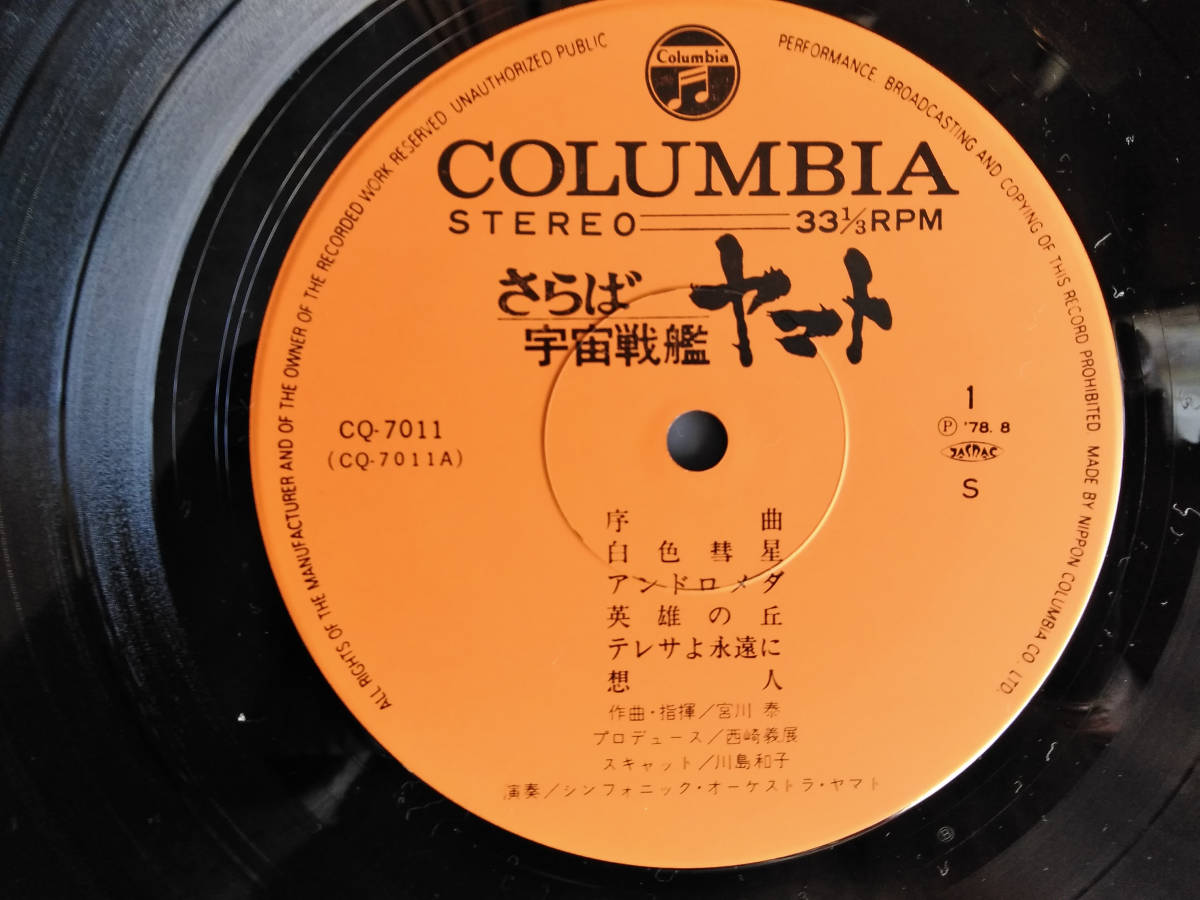 Columbia
COLUMBIA
STEREO 33⅓RPM
さらば
宇宙戦艦
ヤマト
CQ-7011
(CQ-7011A)
1
Ⓟ '78. 8
JASRAC
S
序曲
白色彗星
アンドロメダ
英雄の丘
テレサよ永遠に
想人
作曲・指揮/宮川 泰
プロデュース/西崎義展
スキャット/川島和子
演奏/シンフォニック・オーケストラ・ヤマト
ALL RIGHTS OF THE MANUFACTURER AND OF THE OWNER OF THE RECORDED WORK RESERVED UNAUTHORIZED PUBLIC PERFORMANCE BROADCASTING AND COPYING OF THIS RECORD PROHIBITED MADE BY NIPPON COLUMBIA CO. LTD.